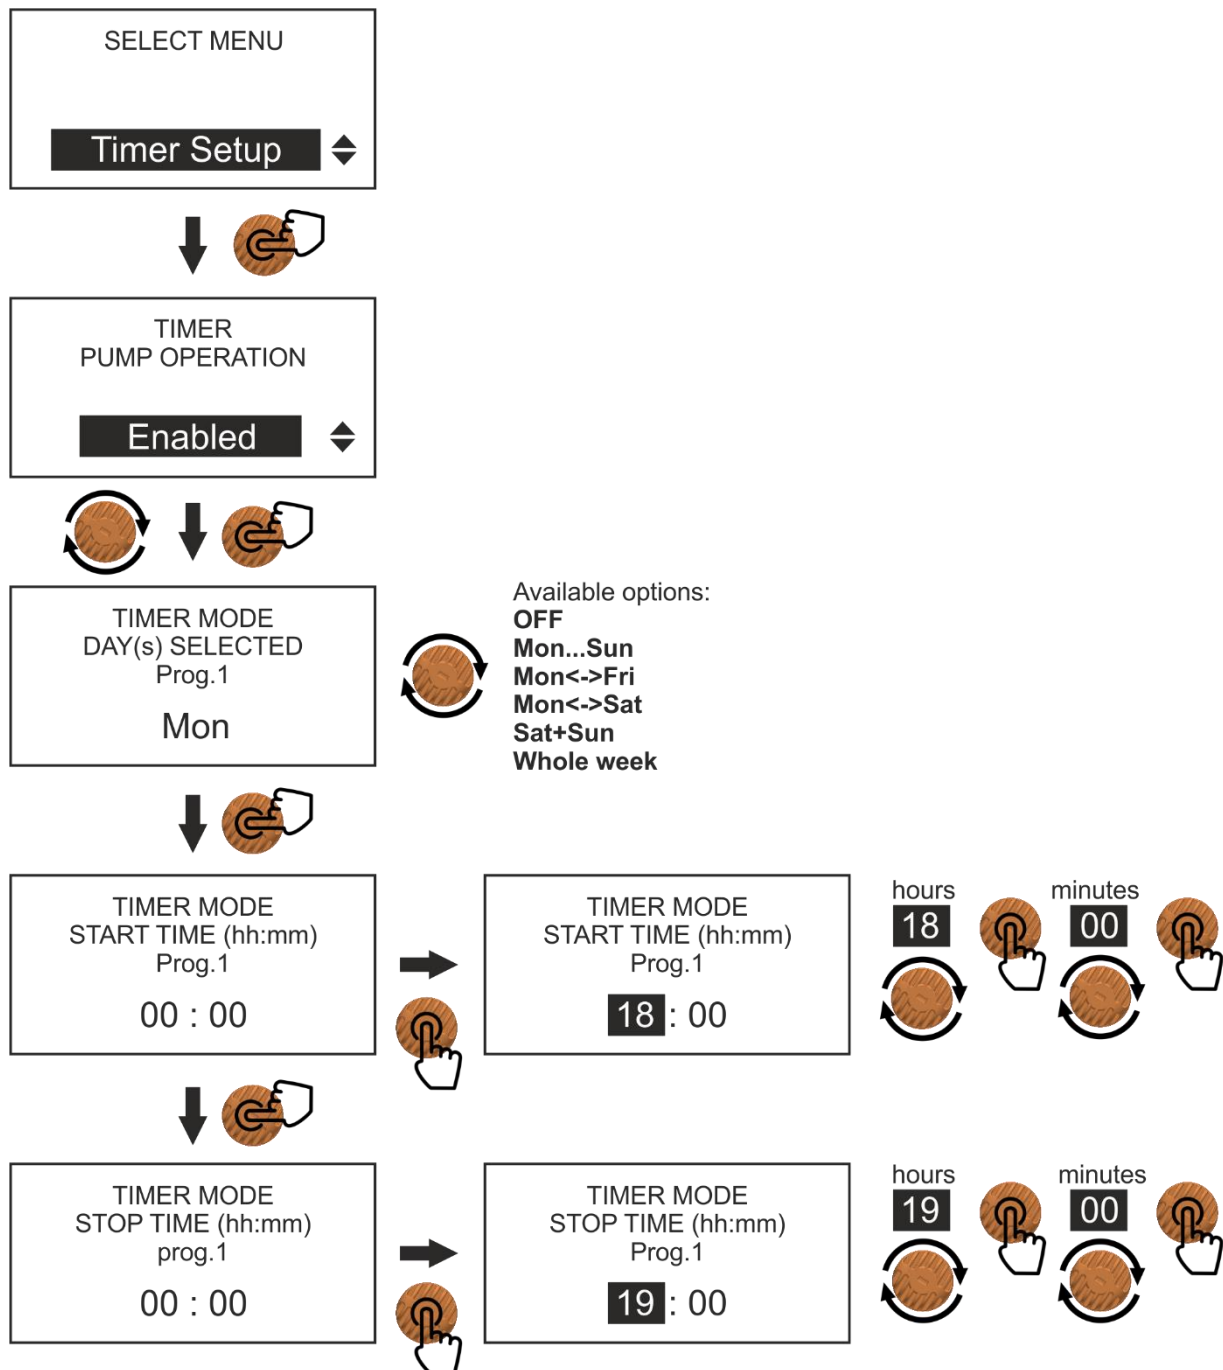 SELECT MENU
Timer Setup
TIMER
PUMP OPERATION
Enabled
TIMER MODE
DAY(s) SELECTED
Prog.1
Mon
Available options:
OFF
Mon...Sun
Mon<->Fri
Mon<->Sat
Sat+Sun
Whole week
TIMER MODE
START TIME (hh:mm)
Prog.1
00 : 00
TIMER MODE
START TIME (hh:mm)
Prog.1
18 : 00
hours
18
minutes
00
TIMER MODE
STOP TIME (hh:mm)
prog.1
00 : 00
TIMER MODE
STOP TIME (hh:mm)
Prog.1
19 : 00
hours
19
minutes
00